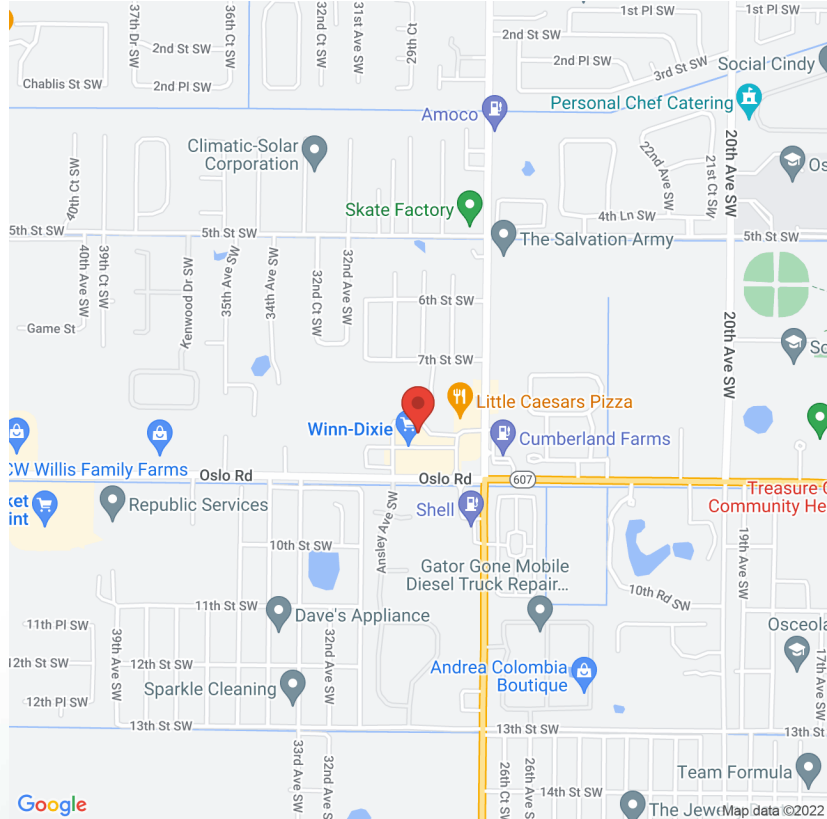 37th Dr SW
36th Ct SW
32nd Ct SW
31st Ave SW
29th Ct
1st Pl SW
1st Pl SW
2nd St SW
2nd St SW
2nd Pl SW
3rd St SW
Social Cindy
Chablis St SW
2nd Pl SW
Personal Chef Catering
Amoco
20th Ave SW
Climatic-Solar
Corporation
22nd Ave SW
21st Ct SW
Os
40th Ct SW
Skate Factory
4th Ln SW
5th St SW
5th St SW
The Salvation Army
5th St SW
40th Ave SW
39th Ct SW
Kenwood Dr SW
35th Ave SW
34th Ave SW
32nd Ct SW
32nd Ave SW
6th St SW
20th Ave SW
Game St
7th St SW
Sc
Little Caesars Pizza
Winn-Dixie
Cumberland Farms
CW Willis Family Farms
Oslo Rd
Oslo Rd
607
Treasure C
Community He
ket
int
Republic Services
Ansley Ave SW
Shell
10th St SW
19th Ave SW
Gator Gone Mobile
Diesel Truck Repair...
10th Rd SW
11th St SW
Dave's Appliance
11th Pl SW
39th Ave SW
32nd Ave SW
Osceola
17th Ave SW
12th St SW
12th St SW
Andrea Colombia
Boutique
Sparkle Cleaning
12th Pl SW
13th St SW
13th St SW
13th St
33rd Ave SW
32nd Ave SW
26th Ct SW
26th Ave S
Team Formula
14th St SW
Google
The Jewe
Map data ©2022